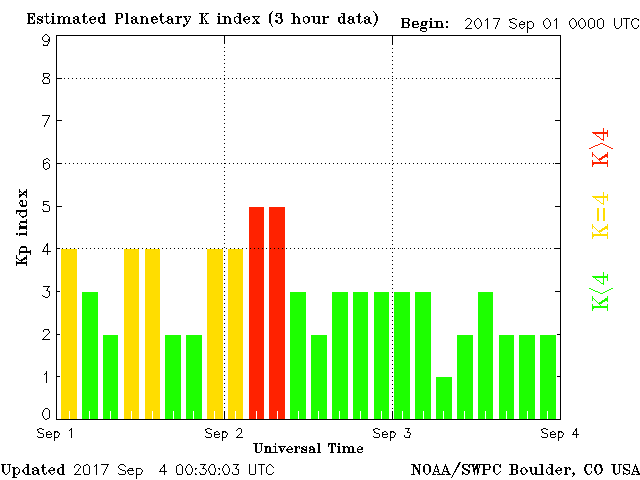 Estimated Planetary K index (3 hour data)
Begin: 2017 Sep 01 0000 UTC
9
8
7
6
5
4
3
2
1
0
Kp index
K>4
K=4
K<4
Sep 1 Sep 2 Sep 3 Sep 4
Universal Time
Updated 2017 Sep 4 00:30:03 UTC
NOAA/SWPC Boulder, CO USA